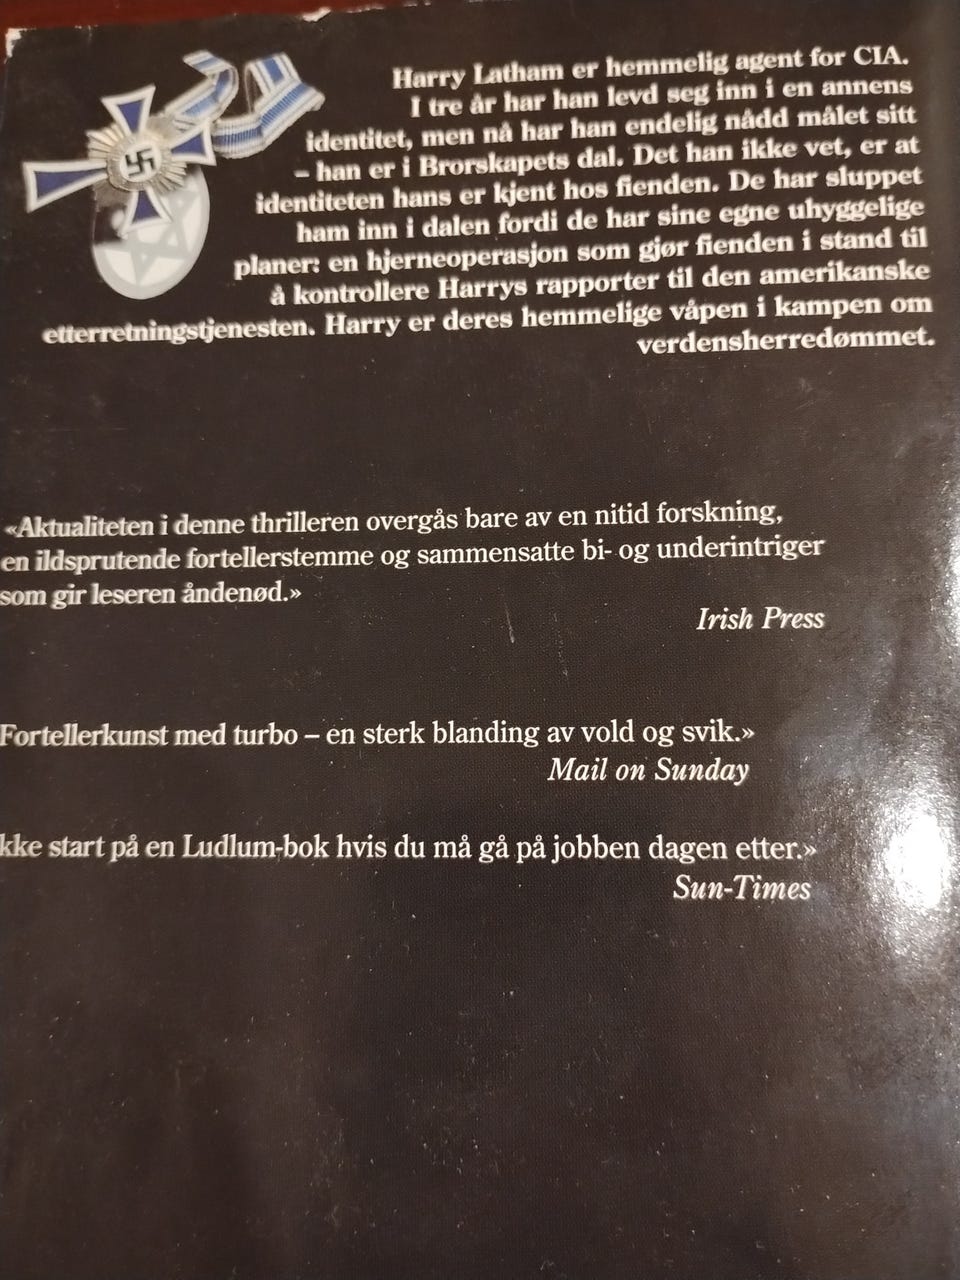 Harry Latham er hemmelig agent for CIA.
I tre år har han levd seg inn i en annens
identitet, men nå har han endelig nådd målet sitt
– han er i Brorskapets dal. Det han ikke vet, er at
identiteten hans er kjent hos fienden. De har sluppet
ham inn i dalen fordi de har sine egne uhyggelige
planer: en hjerneoperasjon som gjør fienden i stand til
å kontrollere Harrys rapporter til den amerikanske
etterretningstjenesten. Harry er deres hemmelige våpen i kampen om
verdensherredømmet.
«Aktualiteten i denne thrilleren overgås bare av en nitid forskning,
en ildsprutende fortellerstemme og sammensatte bi- og underintriger
som gir leseren åndenød.»
Irish Press
Fortellerkunst med turbo – en sterk blanding av vold og svik.»
Mail on Sunday
kke start på en Ludlum-bok hvis du må gå på jobben dagen etter.»
Sun-Times